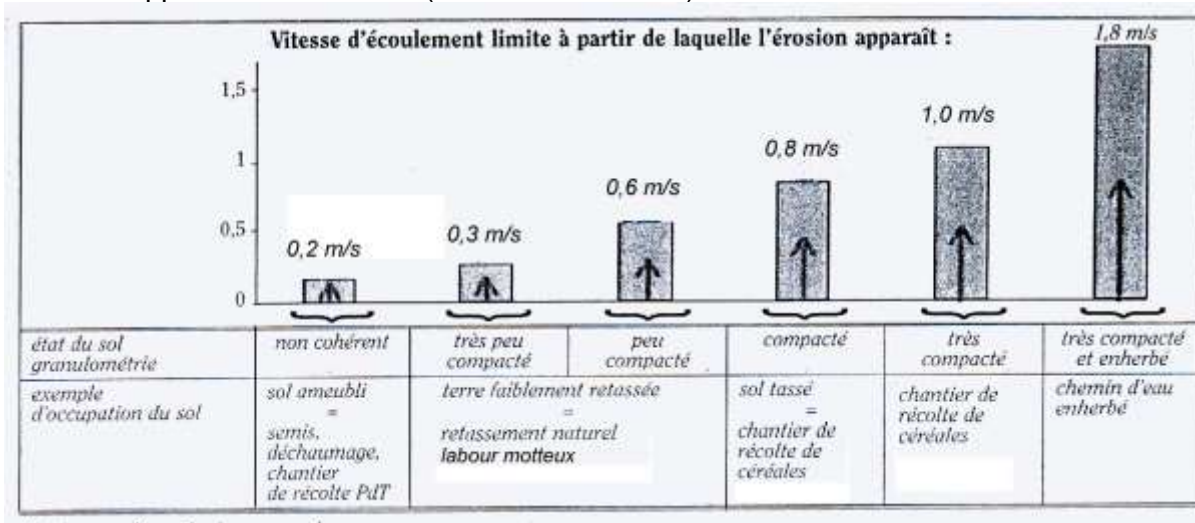 Vitesse d'écoulement limite à partir de laquelle l'érosion apparaît :
1,8 m/s
1,5
1,0 m/s
1
0,8 m/s
0,6 m/s
0,5
0,3 m/s
0,2 m/s
0
état du sol
granulométrie
non cohérent
très peu
compacté
peu
compacté
compacté
très
compacté
très compacté
et enherbé
exemple
d'occupation du sol
sol ameubli
=
semis,
déchaumage,
chantier
de récolte PdT
terre faiblement retassée
=
retassement naturel
labour motteux
sol tassé
=
chantier de
récolte de
céréales
chantier de
récolte de
céréales
chemin d'eau
enherbé